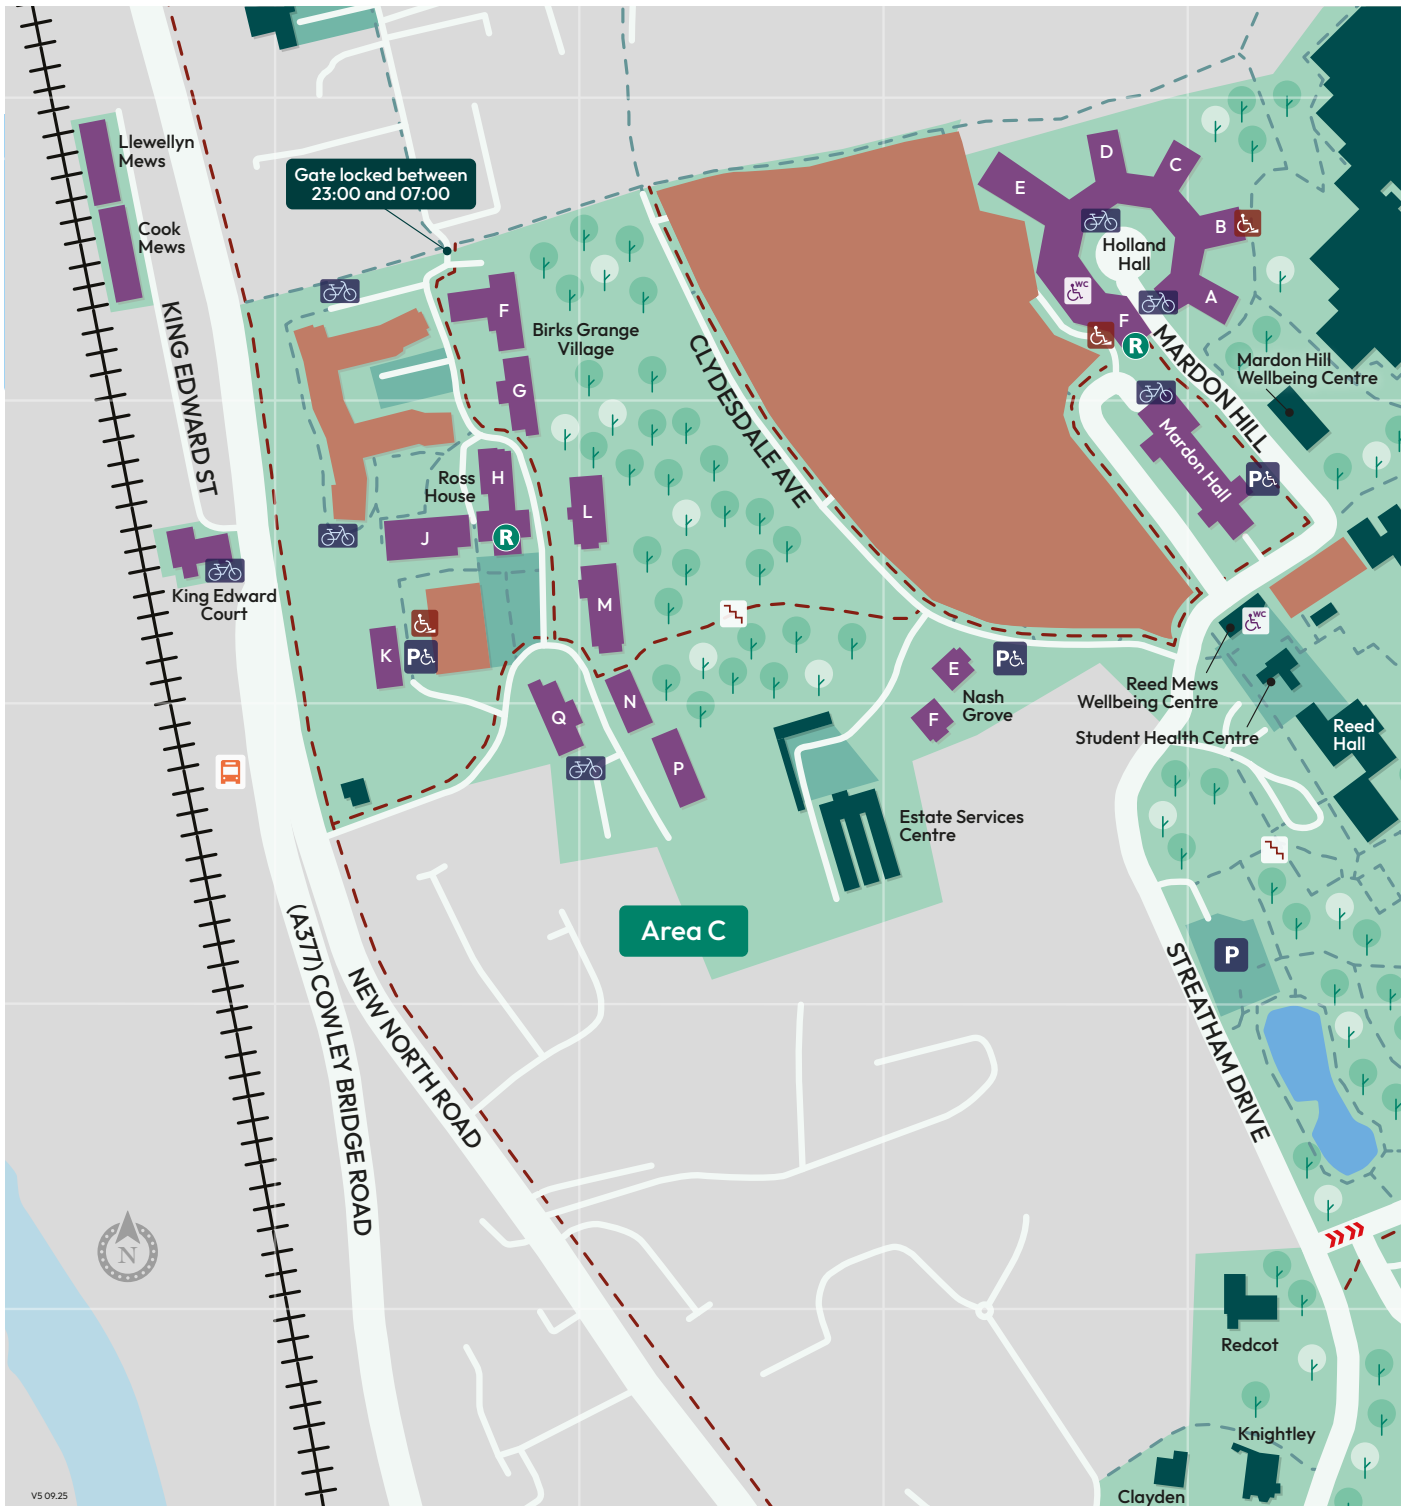 Llewellyn
Mews
Gate locked between
23:00 and 07:00
Cook
Mews
D
C
E
B
Holland
Hall
WC
A
F
R
F
Birks Grange
Village
G
KING EDWARD ST
CLYDESDALE AVE
MARDON HILL
Mardon Hill
Wellbeing Centre
Mardon Hall
P
Ross
House
H
L
J
R
King Edward
Court
M
K
P
WC
E
P
Nash
Grove
F
Reed Mews
Wellbeing Centre
Student Health Centre
Reed
Hall
N
Q
P
Estate Services
Centre
Area C
P
(A377) COWLEY BRIDGE ROAD
NEW NORTH ROAD
STREATHAM DRIVE
N
Redcot
Knightley
Clayden
V5 09.25